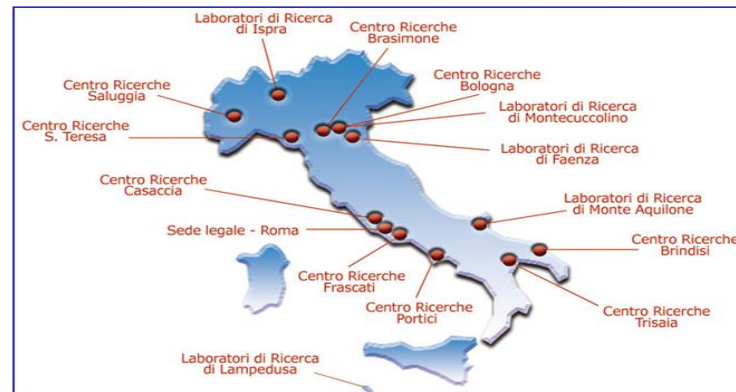 Laboratori di Ricerca
di Ispra
Centro Ricerche
Brasimone
Centro Ricerche
Saluggia
Centro Ricerche
Bologna
Laboratori di Ricerca
di Montecuccolino
Centro Ricerche
S. Teresa
Laboratori di Ricerca
di Faenza
Centro Ricerche
Casaccia
Laboratori di Ricerca
di Monte Aquilone
Sede legale - Roma
Centro Ricerche
Brindisi
Centro Ricerche
Frascati
Centro Ricerche
Portici
Centro Ricerche
Trisaia
Laboratori di Ricerca
di Lampedusa